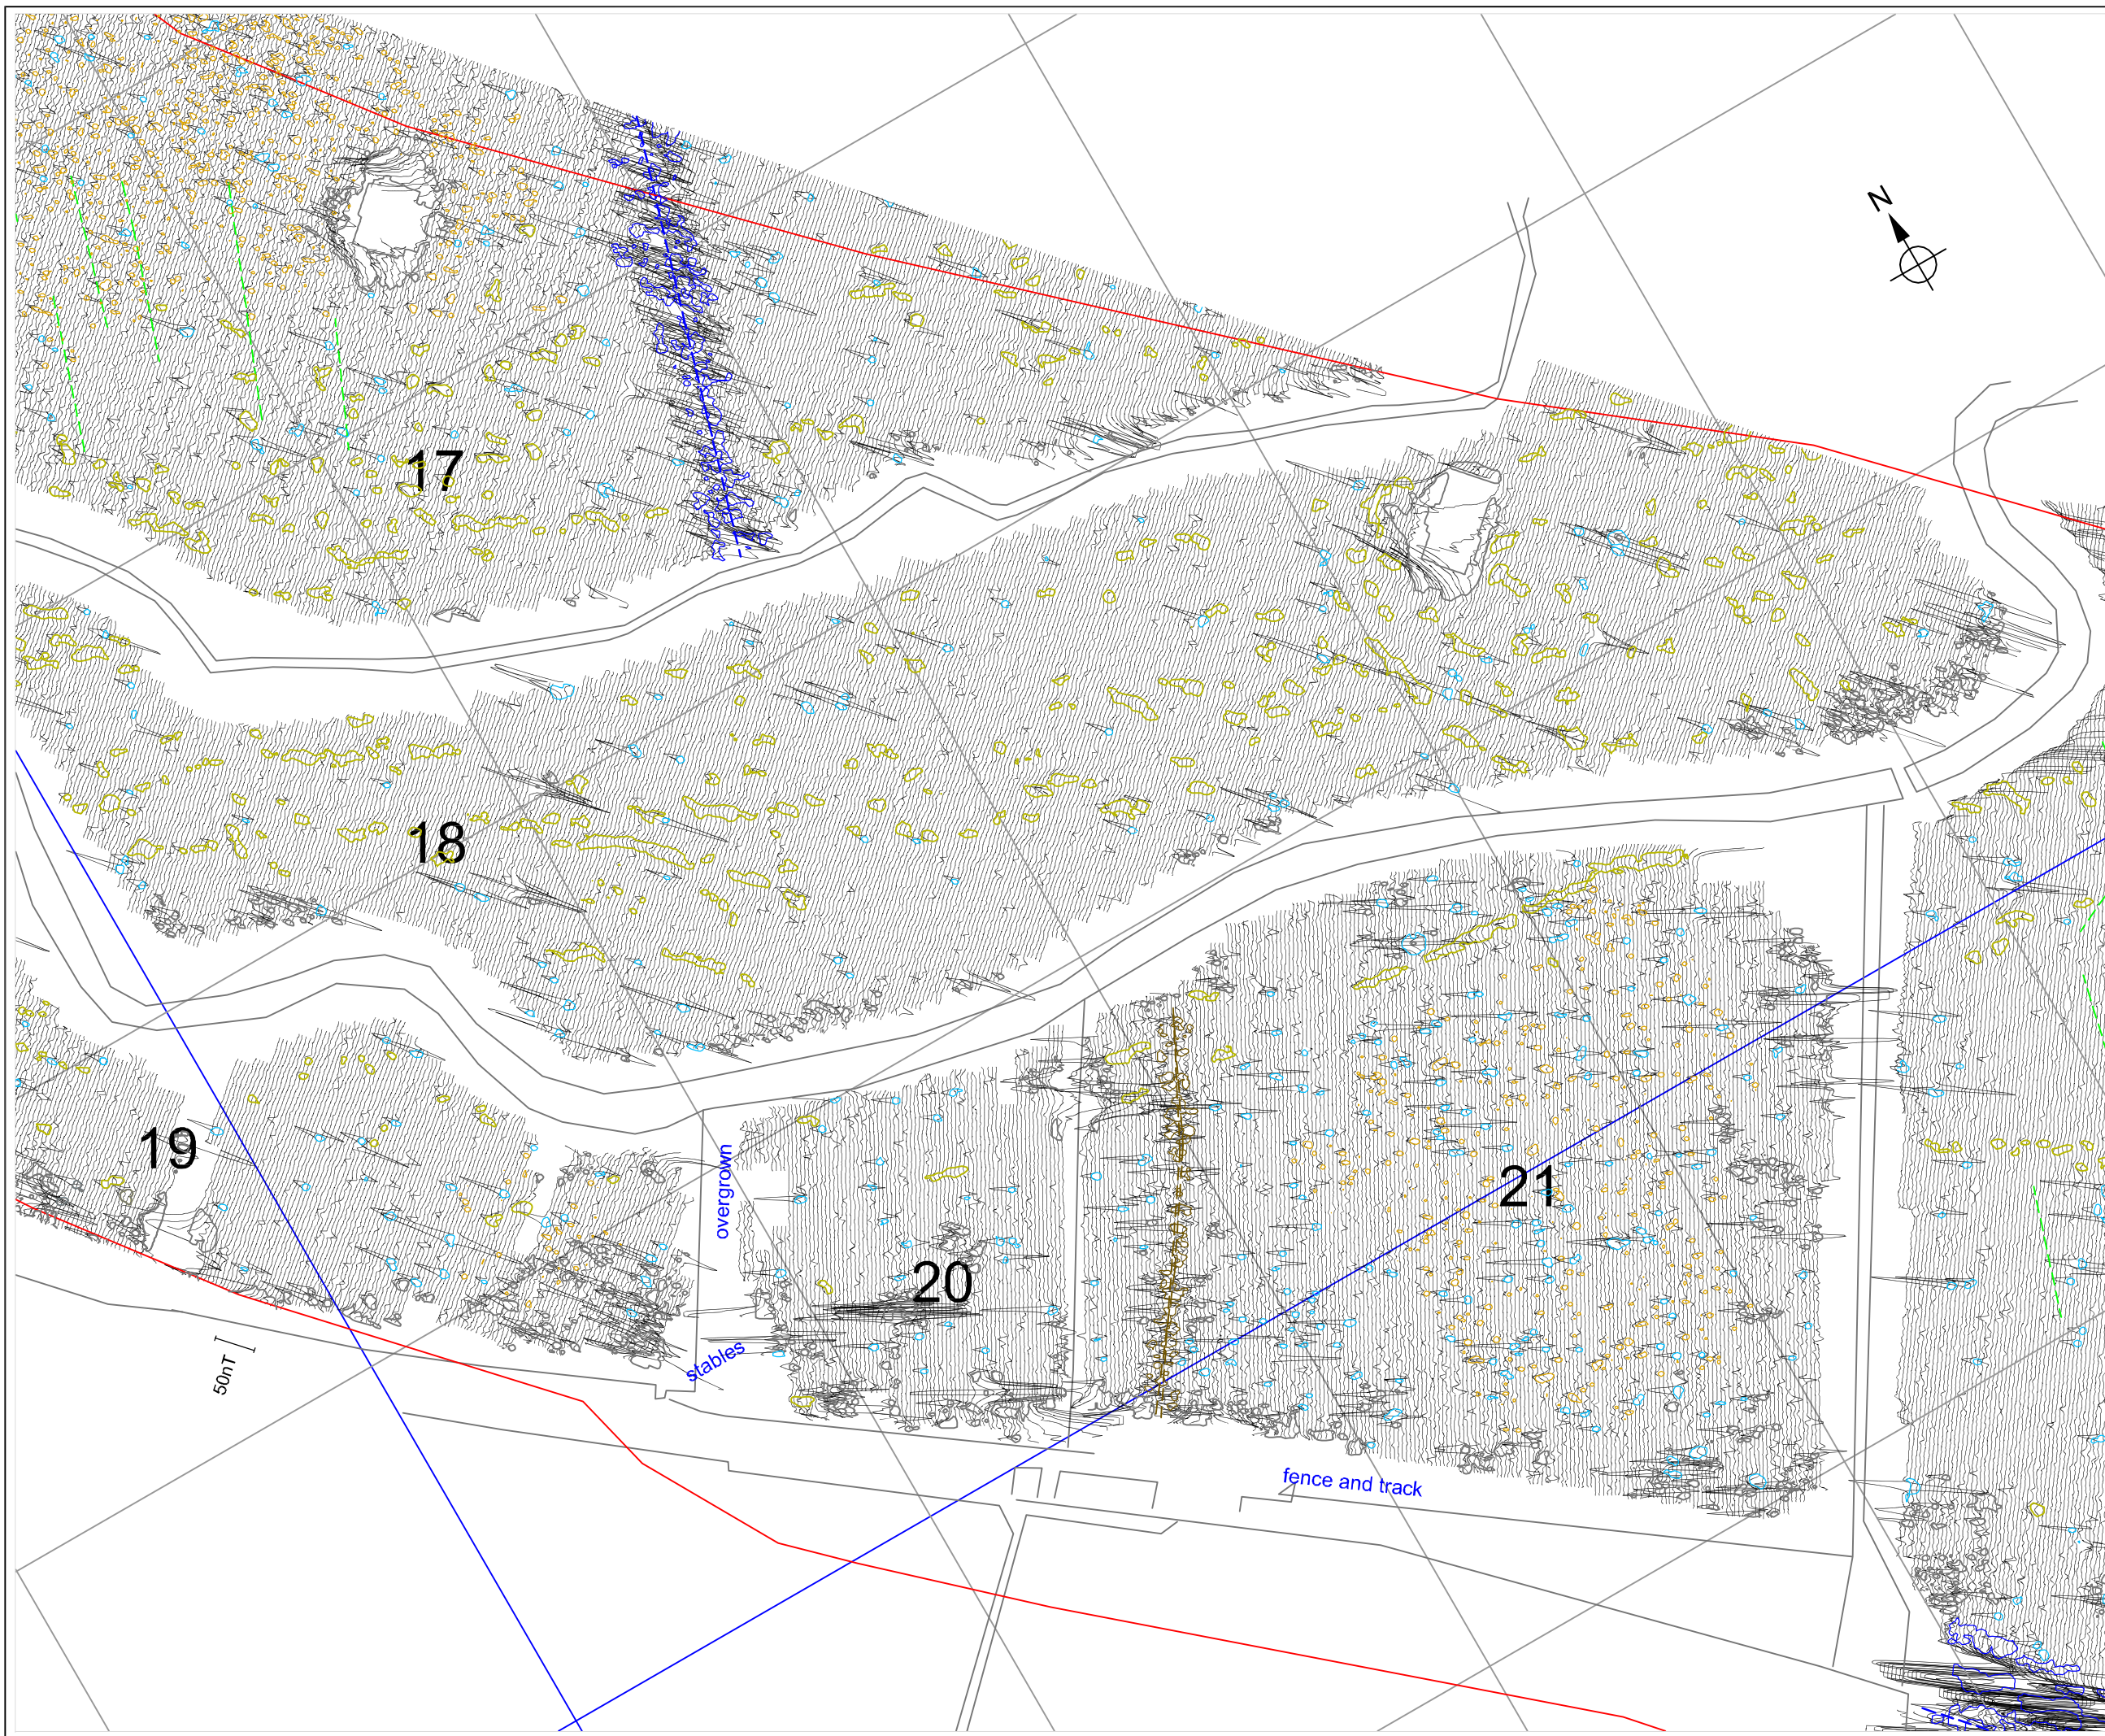 N
17
18
19
overgrown
21
20
stables
50nT
fence and track